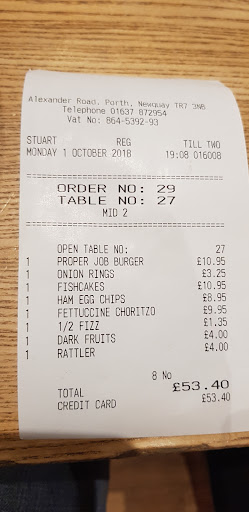 Alexander Road, Porth, Newquay TR7 3NB
Telephone 01637 872954
Vat No: 864-5392-93
STUART REG TILL TWO
MONDAY 1 OCTOBER 2018 19:08 016008
ORDER NO: 29
TABLE NO: 27
MID 2
OPEN TABLE NO: 27
1 PROPER JOB BURGER £10.95
1 ONION RINGS £3.25
1 FISHCAKES £10.95
1 HAM EGG CHIPS £8.95
1 FETTUCCINE CHORITZO £9.95
1 1/2 FIZZ £1.35
1 DARK FRUITS £4.00
1 RATTLER £4.00
8 No
TOTAL £53.40
CREDIT CARD £53.40